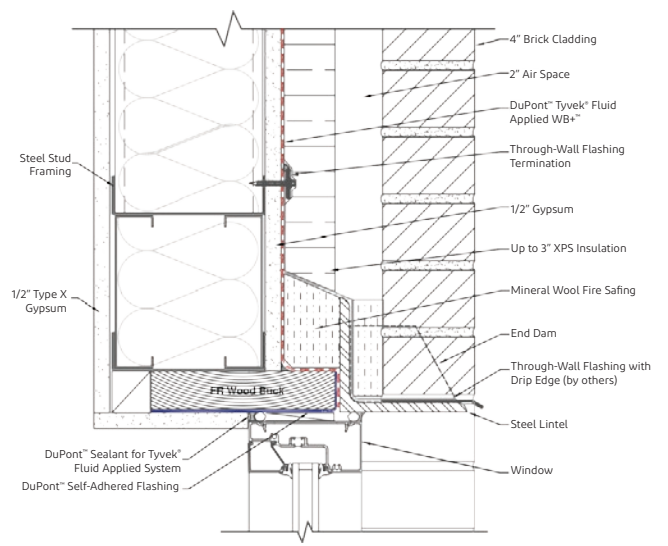 4" Brick Cladding
2" Air Space
DuPont™ Tyvek® Fluid
Applied WB+™
Through-Wall Flashing
Termination
Steel Stud
Framing
1/2" Gypsum
Up to 3" XPS Insulation
1/2" Type X
Gypsum
Mineral Wool Fire Safing
End Dam
Through-Wall Flashing with
Drip Edge (by others)
FR Wood Buck
Steel Lintel
DuPont™ Sealant for Tyvek®
Fluid Applied System
Window
DuPont™ Self-Adhered Flashing